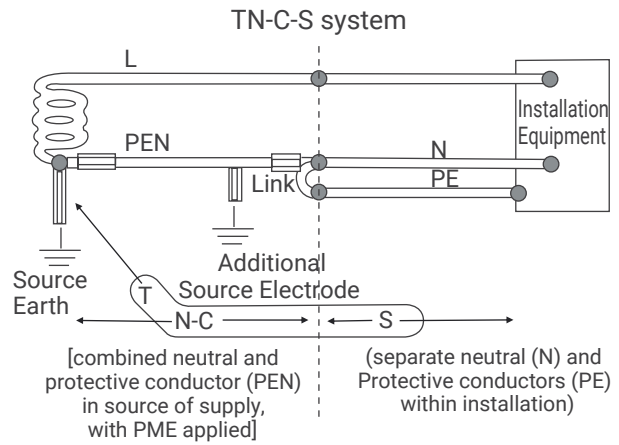 TN-C-S system
L
Installation
Equipment
PEN
N
Link
PE
Additional
Source Electrode
Source
Earth
T
N-C
S
[combined neutral and
protective conductor (PEN)
in source of supply,
with PME applied]
(separate neutral (N) and
Protective conductors (PE)
within installation)